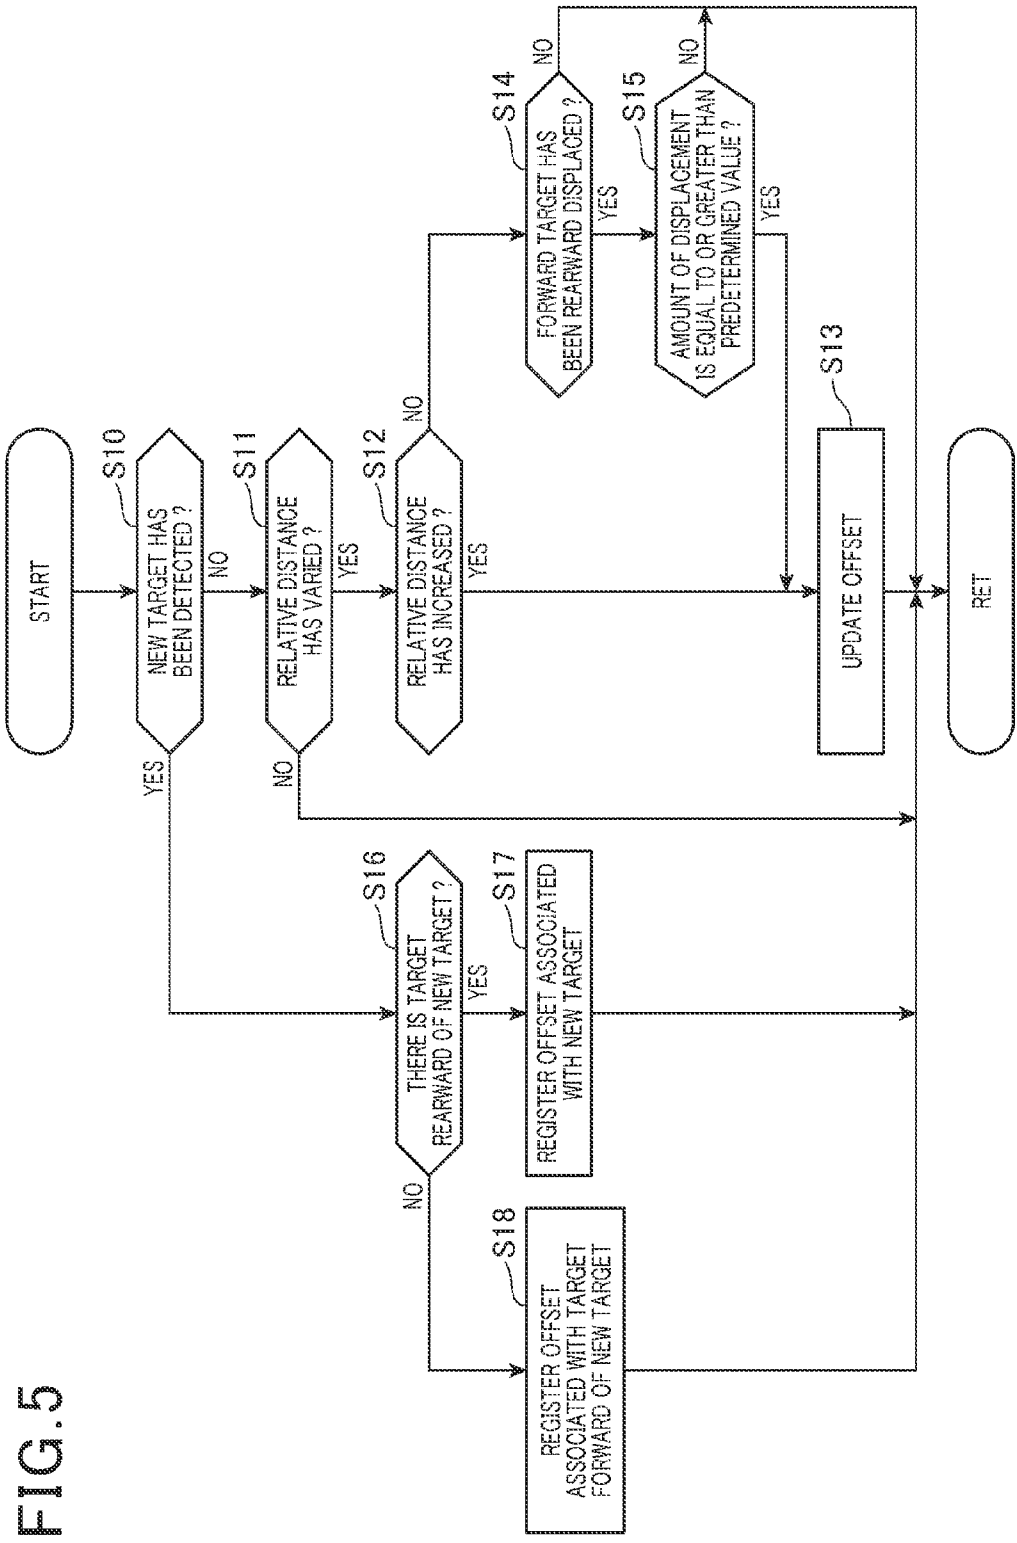 FIG.5
START
S10
NEW TARGET HAS
BEEN DETECTED ?
YES
NO
S11
RELATIVE DISTANCE
HAS VARIED ?
NO
YES
S12
RELATIVE DISTANCE
HAS INCREASED ?
NO
YES
S14
FORWARD TARGET HAS
BEEN REARWARD DISPLACED ?
NO
YES
S15
AMOUNT OF DISPLACEMENT
IS EQUAL TO OR GREATER THAN
PREDETERMINED VALUE ?
NO
YES
S13
UPDATE OFFSET
S16
THERE IS TARGET
REARWARD OF NEW TARGET ?
NO
YES
S17
REGISTER OFFSET ASSOCIATED
WITH NEW TARGET
S18
REGISTER OFFSET
ASSOCIATED WITH TARGET
FORWARD OF NEW TARGET
RET